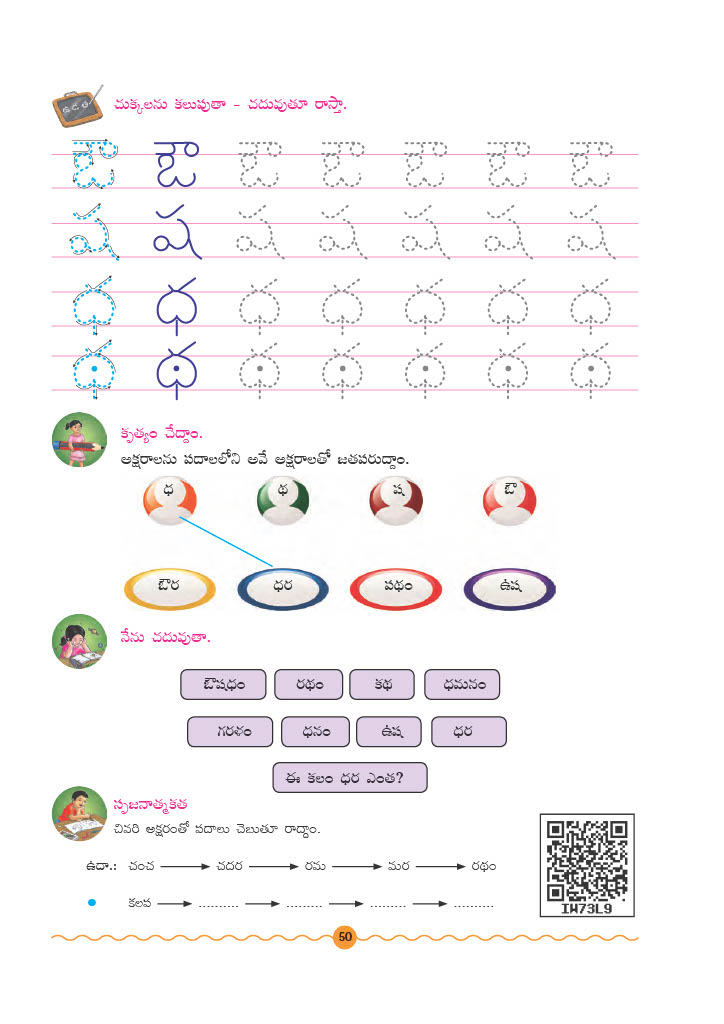 చుక్కలను కలుపుతా - చదువుతూ రాస్తా.
ఔ ఔ ఔ ఔ ఔ ఔ ఔ
ష ష ష ష ష ష ష
ధ ధ ధ ధ ధ ధ ధ
థ థ థ థ థ థ థ
కృత్యం చేద్దాం.
అక్షరాలను పదాలలోని అవే అక్షరాలతో జతపరుద్దాం.
ధ థ ష ఔ
ఔర ధర పథం ఉష
నేను చదువుతా.
ఔషధం రథం కథ ధమనం
గరళం ధనం ఉష ధర
ఈ కలం ధర ఎంత?
సృజనాత్మకత
చివరి అక్షరంతో పదాలు చెబుతూ రాద్దాం.
ఉదా.: చంచ → చదర → రమ → మర → రథం
• కలవ → .......... → ......... → ......... → ..........
IW73L9
50